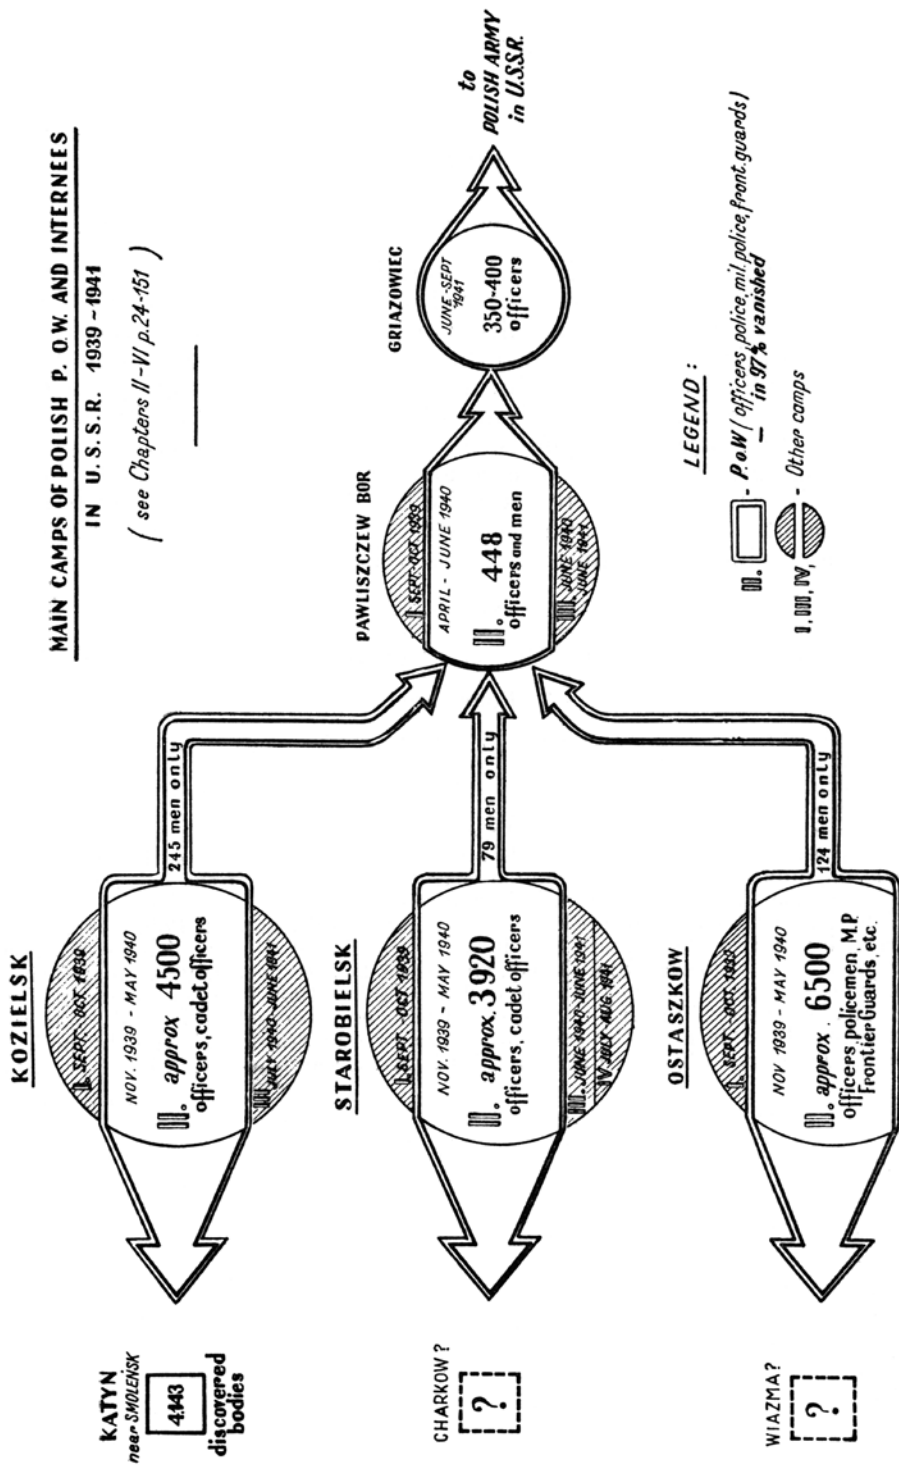 MAIN CAMPS OF POLISH P. O. W. AND INTERNEES
IN U. S. S. R. 1939-1941
( see Chapters II-VI p. 24-151 )
KOZIELSK
I. SEPT.-OCT 1939
NOV. 1939 - MAY 1940
II. approx 4500
officers, cadet officers
III JULY 1940 - JUNE 1941
245 men only
KATYN
near SMOLENSK
4.143
discovered
bodies
STAROBIELSK
I. SEPT - OCT 1939
NOV. 1939 - MAY 1940
II. approx. 3920
officers, cadet officers
III. JUNE 1940 - JUNE 1941
IV JULY AUG 1941
79 men only
CHARKOW ?
?
OSTASZKOW
I. SEPT - OCT. 1939
NOV 1939 - MAY 1940
II. approx. 6500
officers, policemen, M.P.
Frontier Guards, etc.
124 men only
WIAZMA?
?
PAWLISZCZEW BOR
I SEPT-OCT 1939
APRIL - JUNE 1940
II. 448
officers and men
III. JUNE 1940
JUNE 1941
GRIAZOWIEC
JUNE-SEPT
1941
350-400
officers
to
POLISH ARMY
in U.S.S.R.
LEGEND :
II. - P.o.W (officers, police, mil. police, front. guards)
— in 97% vanished
I, III, IV, - Other camps